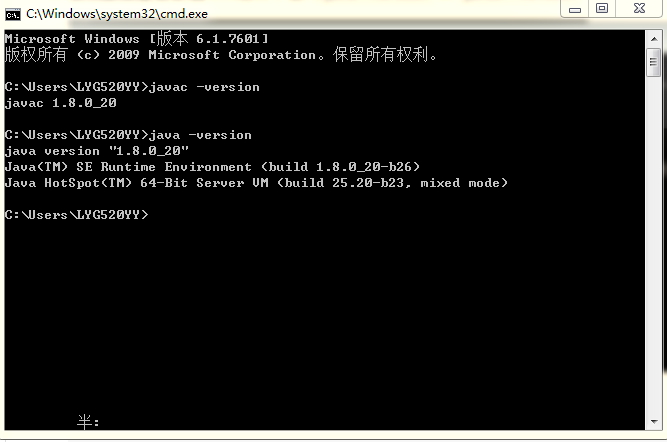 C:\Windows\system32\cmd.exe
Microsoft Windows [版本 6.1.7601]
版权所有 (c) 2009 Microsoft Corporation。保留所有权利。
C:\Users\LYG520YY>javac -version
javac 1.8.0_20
C:\Users\LYG520YY>java -version
java version "1.8.0_20"
Java(TM) SE Runtime Environment (build 1.8.0_20-b26)
Java HotSpot(TM) 64-Bit Server VM (build 25.20-b23, mixed mode)
C:\Users\LYG520YY>
半: